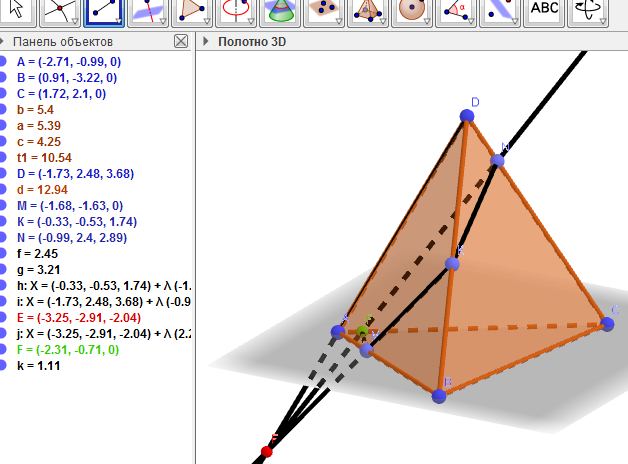 ABC
Панель объектов
Полотно 3D
A = (-2.71, -0.99, 0)
B = (0.91, -3.22, 0)
C = (1.72, 2.1, 0)
b = 5.4
a = 5.39
c = 4.25
t1 = 10.54
D = (-1.73, 2.48, 3.68)
d = 12.94
M = (-1.68, -1.63, 0)
K = (-0.33, -0.53, 1.74)
N = (-0.99, 2.4, 2.89)
f = 2.45
g = 3.21
h: X = (-0.33, -0.53, 1.74) + λ (-1.
i: X = (-1.73, 2.48, 3.68) + λ (-0.9
E = (-3.25, -2.91, -2.04)
j: X = (-3.25, -2.91, -2.04) + λ (2.2
F = (-2.31, -0.71, 0)
k = 1.11
D
N
K
C
B